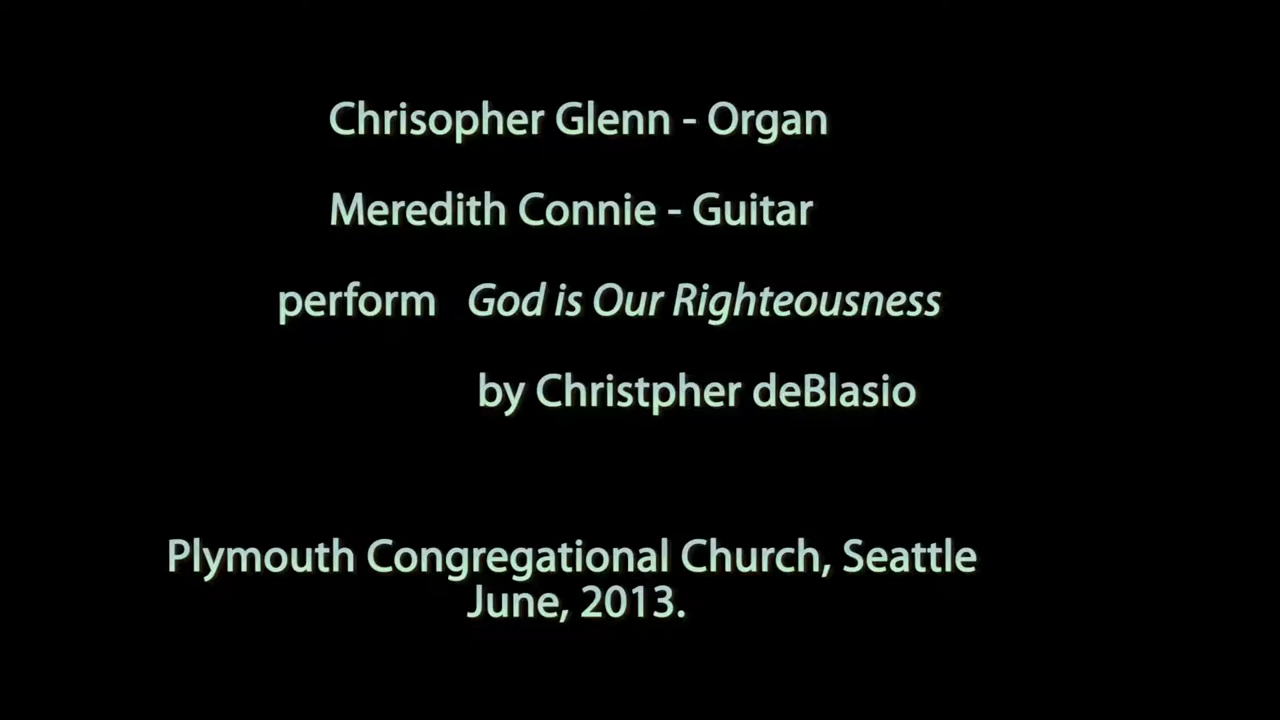 Chrisopher Glenn - Organ
Meredith Connie - Guitar
perform God is Our Righteousness
by Christpher deBlasio
Plymouth Congregational Church, Seattle
June, 2013.